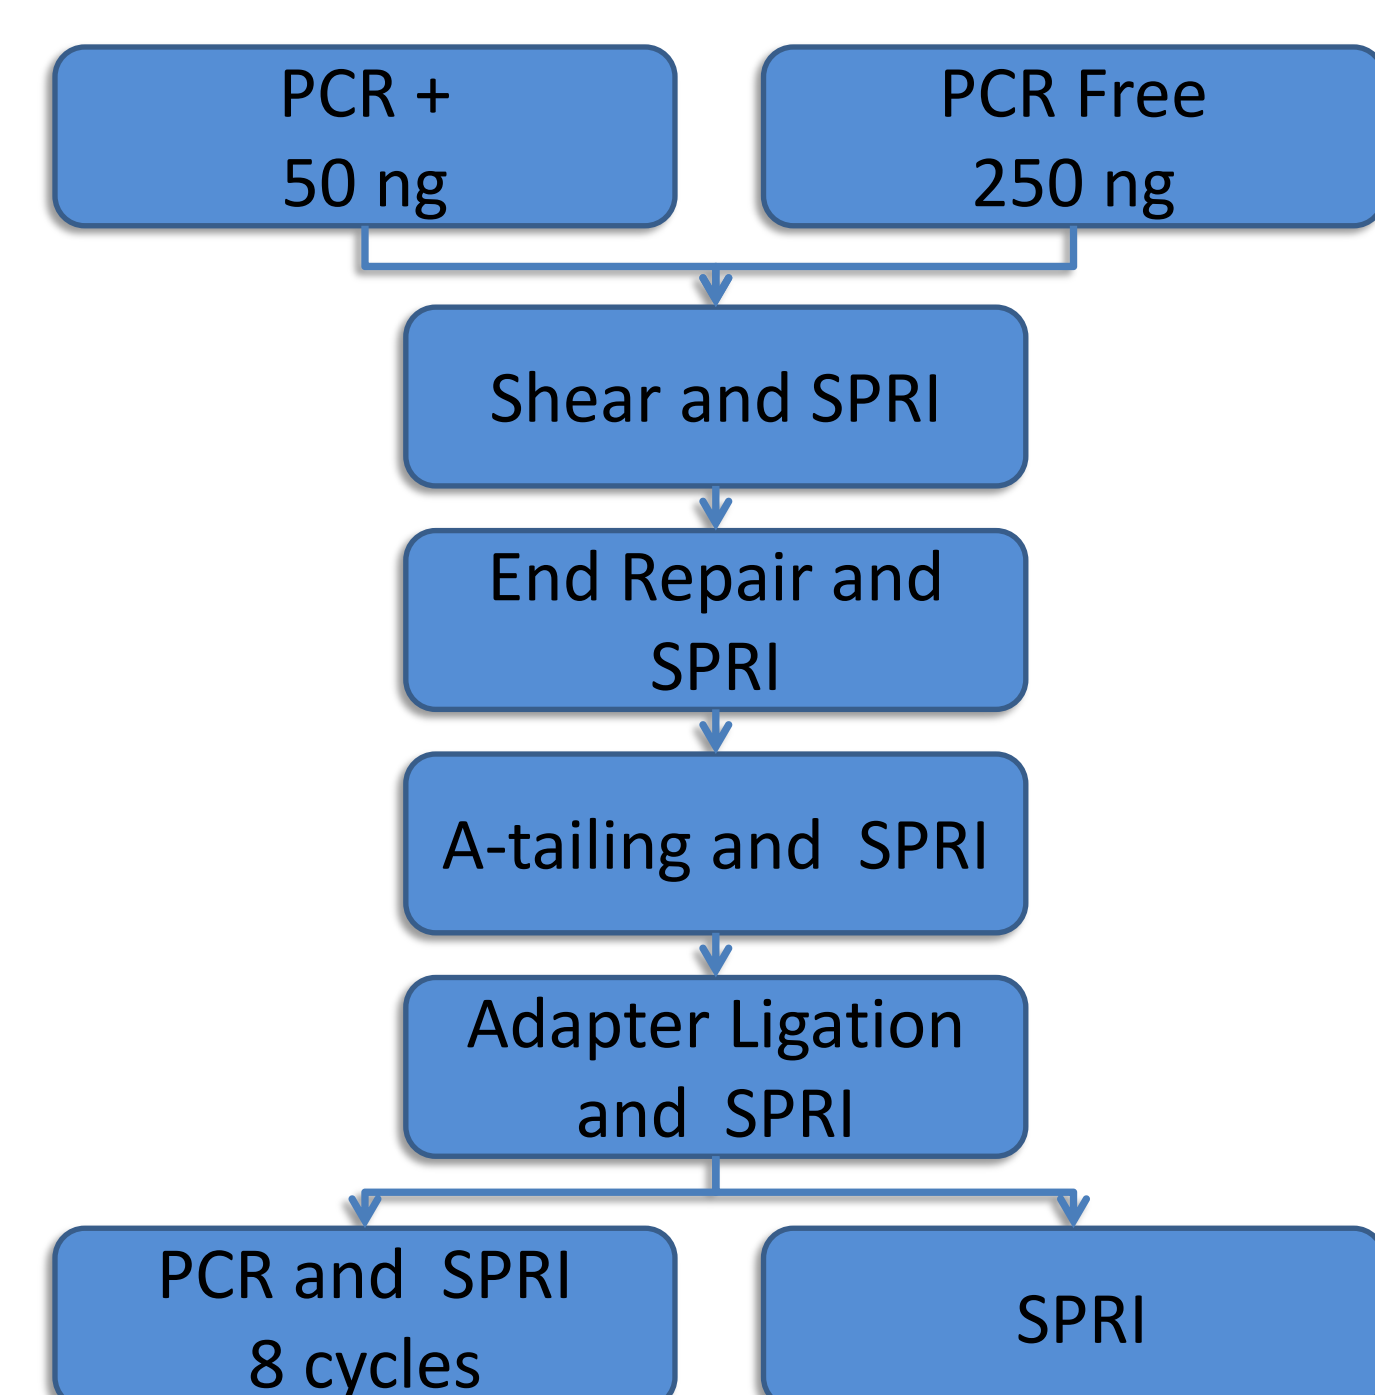 PCR +
50 ng
PCR Free
250 ng
Shear and SPRI
End Repair and
SPRI
A-tailing and  SPRI
Adapter Ligation
and  SPRI
PCR and  SPRI
8 cycles
SPRI